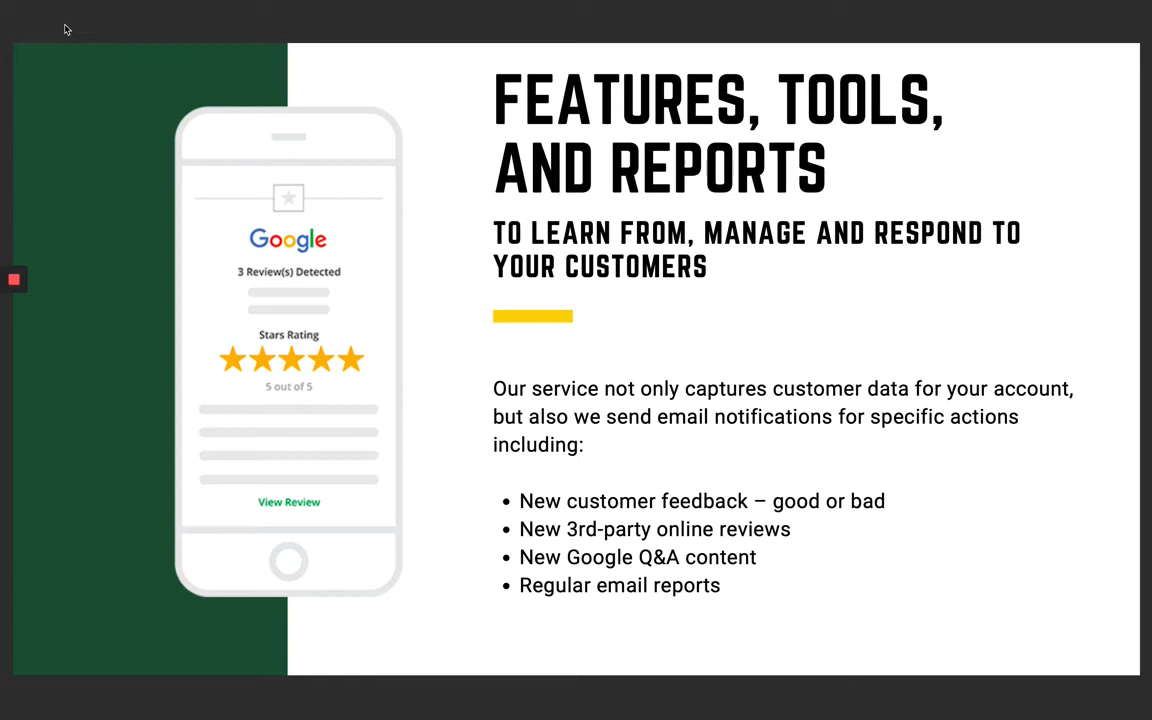 FEATURES, TOOLS,
AND REPORTS
TO LEARN FROM, MANAGE AND RESPOND TO
YOUR CUSTOMERS
Google
3 Review(s) Detected
Stars Rating
5 out of 5
View Review
Our service not only captures customer data for your account,
but also we send email notifications for specific actions
including:
• New customer feedback – good or bad
• New 3rd-party online reviews
• New Google Q&A content
• Regular email reports